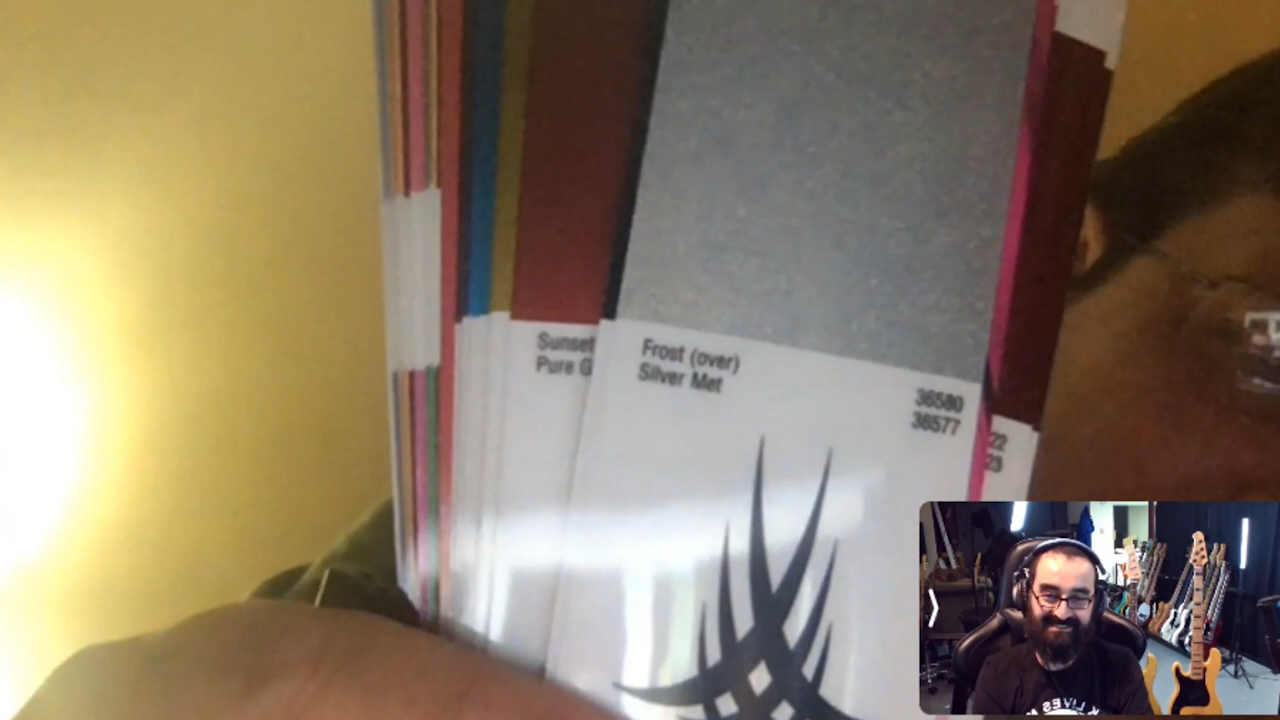 Sunset
Pure G
Frost (over)
Silver Met
36580
36577
22
23